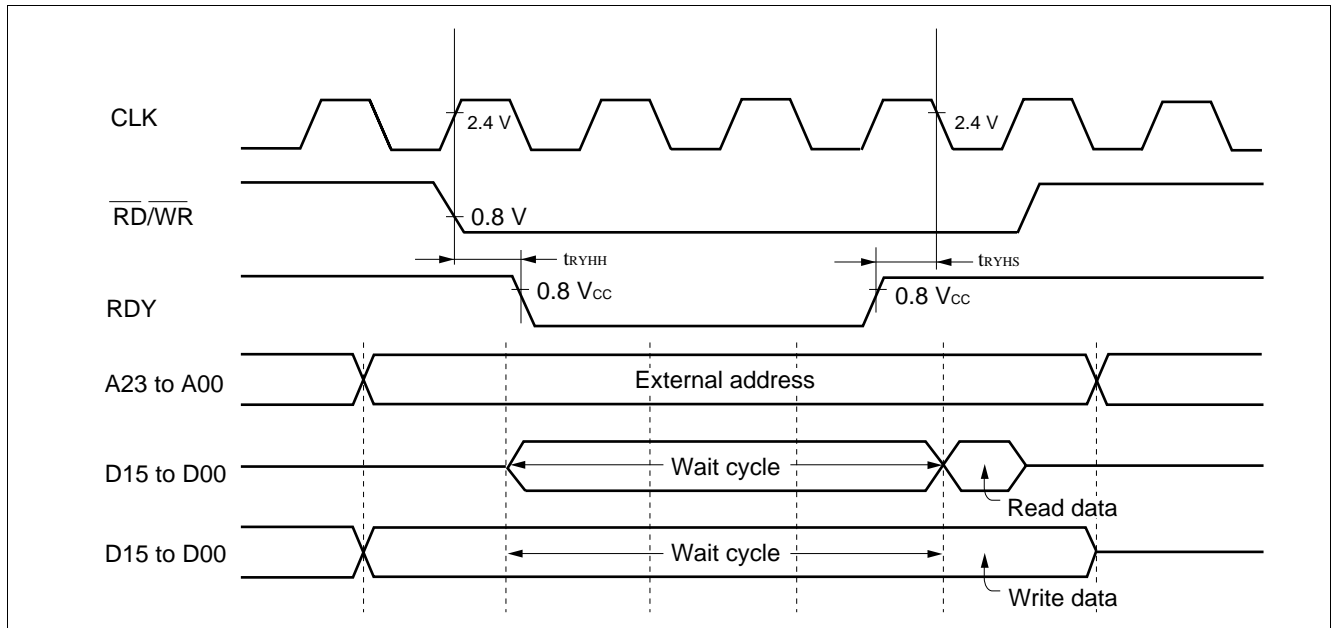 CLK
2.4 V
2.4 V
RD/WR
0.8 V
tRYHH
tRYHS
RDY
0.8 VCC
0.8 VCC
A23 to A00
External address
D15 to D00
Wait cycle
Read data
D15 to D00
Wait cycle
Write data